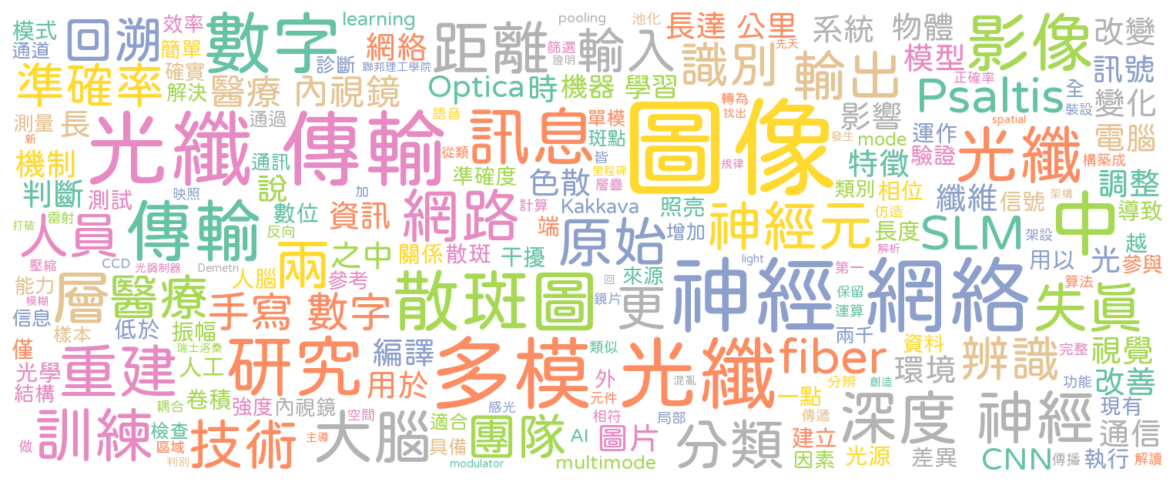 模式 回溯 效率 數字 learning 網絡 距離 pooling 池化 輸入 長達 公里 先天 系統 物體 影像 改變
通道 簡單 篩選 證明 識別 輸出 模型 正確率 訊號
準確率 確實 解決 聯邦理工學院 診斷 醫療 內視鏡 Optica 時 機器 學習 Psaltis 全 裝設 變化
測量 長 通過 語音 單模 轉為 找出 影響 spatial 電腦
新 光纖 傳輸 從類 訊息 斑點 圖像 發生 mode 運作 驗證 光纖 構築成
機制 通訊 準確度 皆 里程碑 層疊 規律 特徵 調整
判斷 測試 映照 說 加 色散 類別 相位 纖維 信號 架構
雷射 數位 資訊 網路 計算 Kakkava 照亮 神經元 仿造 長度 SLM 架設 中 導致
打破 人員 傳輸 反向 兩 之中 關係 散斑 端 干擾 原始 增加 解析 越 參與
壓縮 CCD 光調制器 Demetri 人腦 參考 來源 light 第一 用以 光 算法
能力 模糊 層 醫療 手寫 數字 散斑圖 更 鏡片 回 神經 網絡 保留 運算 失真
信息 樣本 低於 振幅 兩千
僅 瑞士洛桑 研究 編譯 多模 光纖 類似 fiber 資料 辨識 完整 視覺
光學 重建 人工 用於 外 混亂 元件 一點 分辨 環境 創造 功能 改善
結構 耦合 卷積 強度 內視鏡 空間 適合 感光 相符 局部 傳遞 深度 神經 現有
訓練 檢查 技術 大腦 團隊 AI 圖片 分類 建立 通信
做 區域 判別 主導 具備 modulator multimode 因素 光源 差異 CNN 傳播 執行 解讀